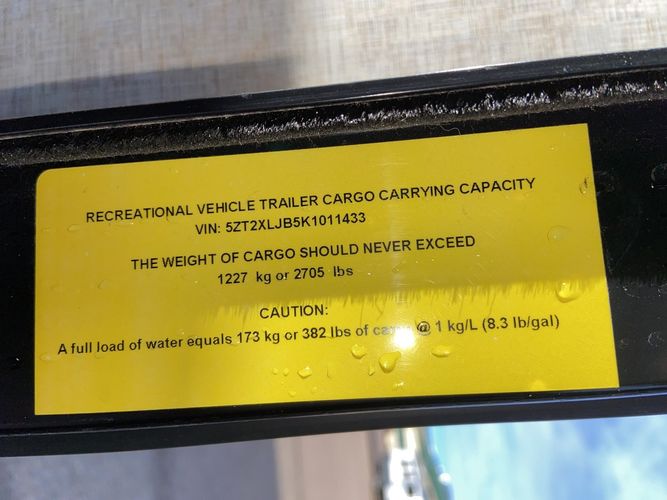 RECREATIONAL VEHICLE TRAILER CARGO CARRYING CAPACITY
VIN: 5ZT2XLJB5K1011433
THE WEIGHT OF CARGO SHOULD NEVER EXCEED
1227 kg or 2705 lbs
CAUTION:
A full load of water equals 173 kg or 382 lbs of cargo @ 1 kg/L (8.3 lb/gal)